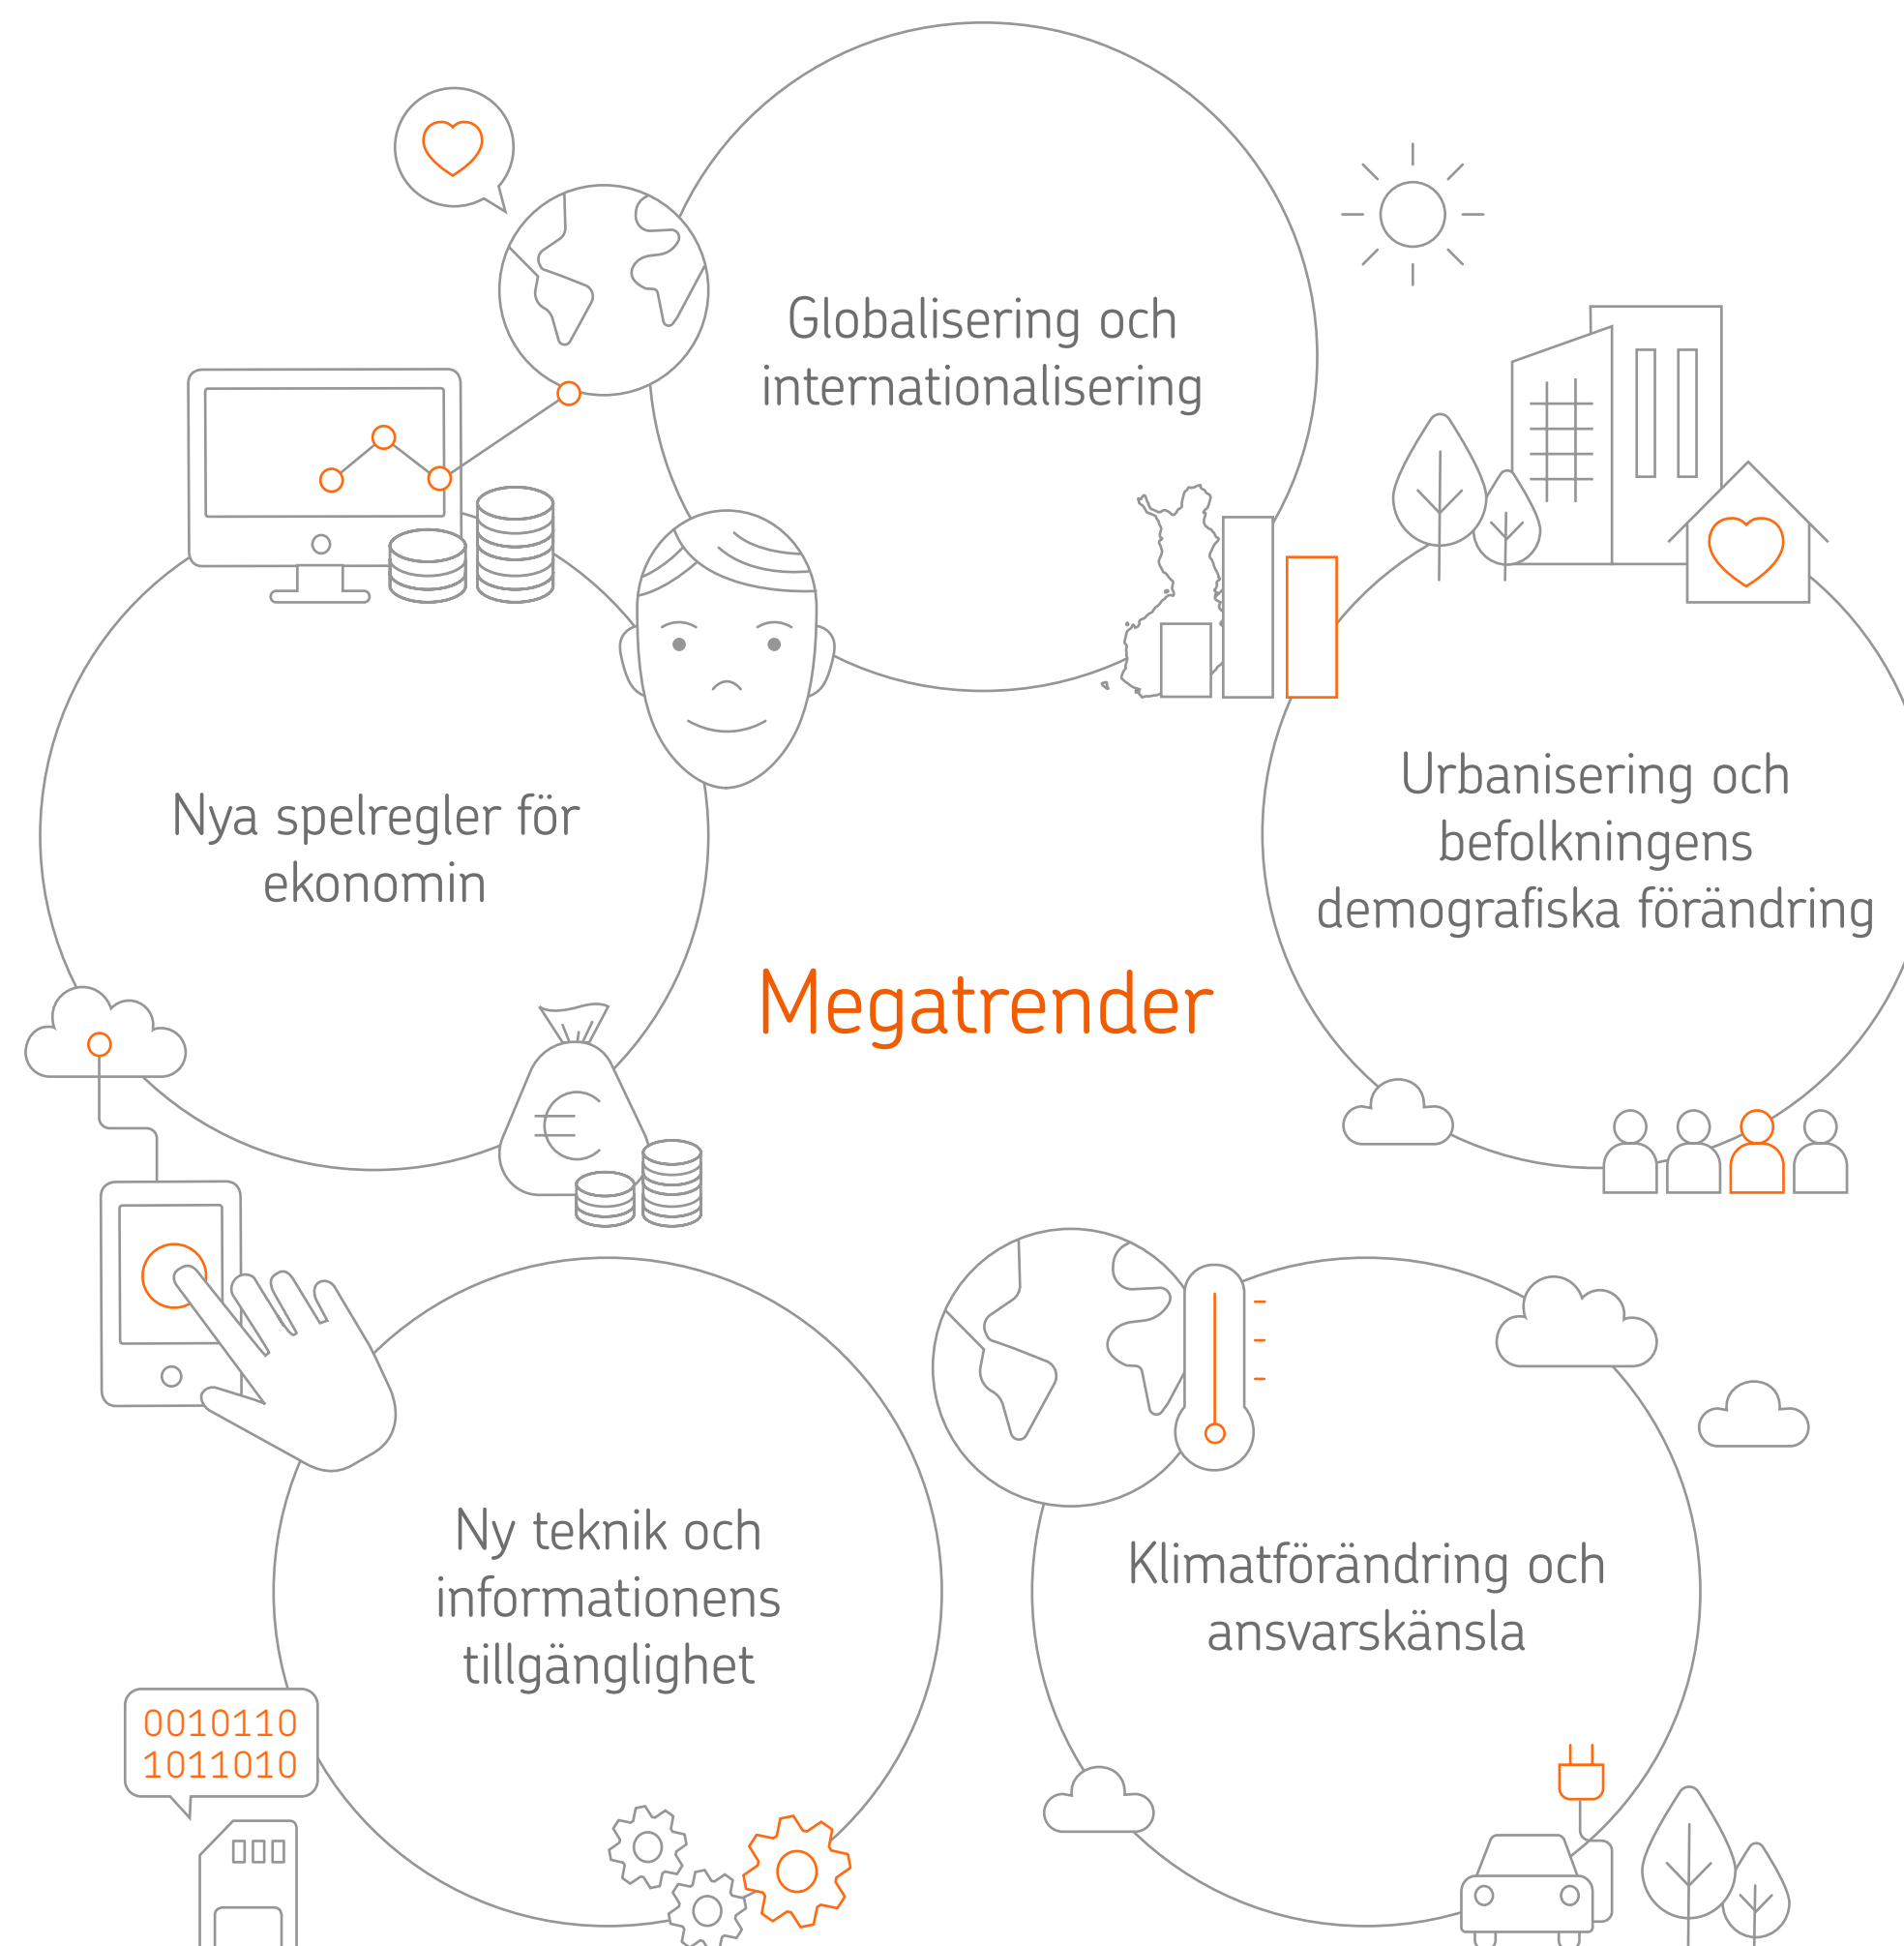 Globalisering och
internationalisering
Nya spelregler för
ekonomin
Urbanisering och
befolkningens
demografiska förändring
Megatrender
€
Ny teknik och
informationens
tillgänglighet
Klimatförändring och
ansvarskänsla
0010110
1011010